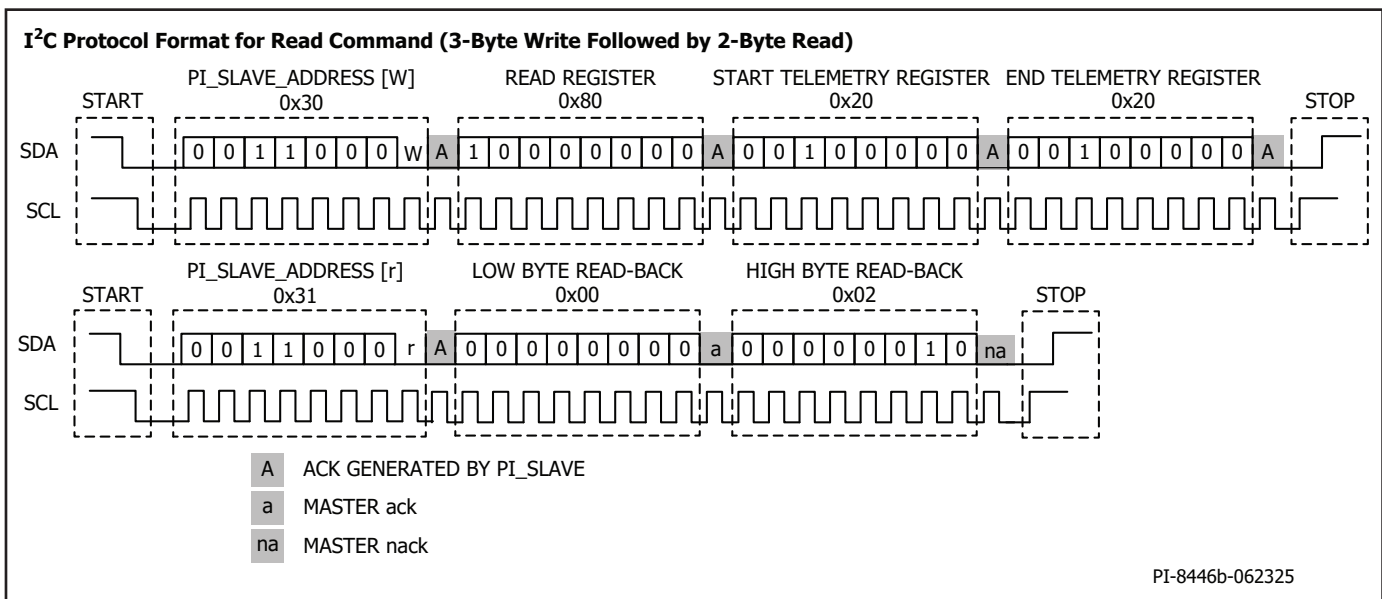 I²C Protocol Format for Read Command (3-Byte Write Followed by 2-Byte Read)
PI_SLAVE_ADDRESS [W] READ REGISTER START TELEMETRY REGISTER END TELEMETRY REGISTER
START 0x30 0x80 0x20 0x20 STOP
SDA 0 0 1 1 0 0 0 W A 1 0 0 0 0 0 0 0 A 0 0 1 0 0 0 0 0 A 0 0 1 0 0 0 0 0 A
SCL
PI_SLAVE_ADDRESS [r] LOW BYTE READ-BACK HIGH BYTE READ-BACK
START 0x31 0x00 0x02 STOP
SDA 0 0 1 1 0 0 0 r A 0 0 0 0 0 0 0 0 a 0 0 0 0 0 0 1 0 na
SCL
A ACK GENERATED BY PI_SLAVE
a MASTER ack
na MASTER nack
PI-8446b-062325